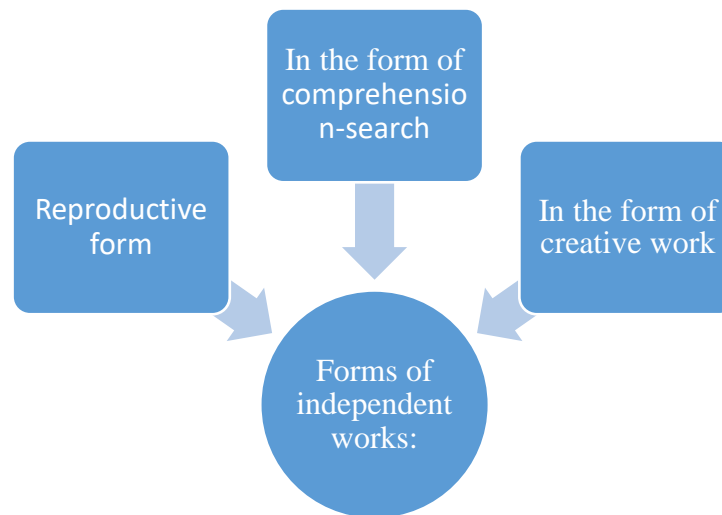 Reproductive
form
In the form of
comprehensio
n-search
In the form of
creative work
Forms of
independent
works: